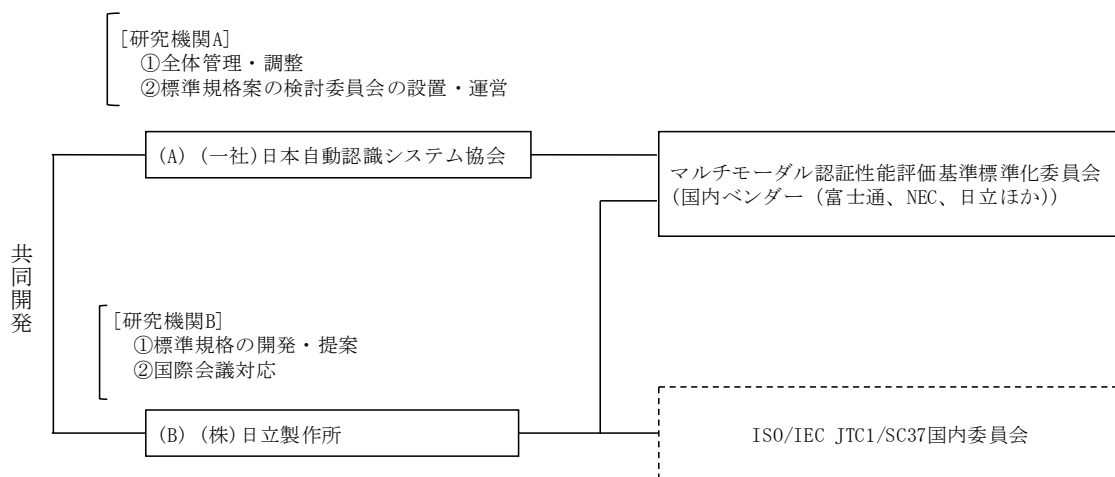 [研究機関A]
①全体管理・調整
②標準規格案の検討委員会の設置・運営
(A) (一社)日本自動認識システム協会
マルチモーダル認証性能評価基準標準化委員会
(国内ベンダー（富士通、NEC、日立ほか))
共同開発
[研究機関B]
①標準規格の開発・提案
②国際会議対応
(B) (株)日立製作所
ISO/IEC JTC1/SC37国内委員会